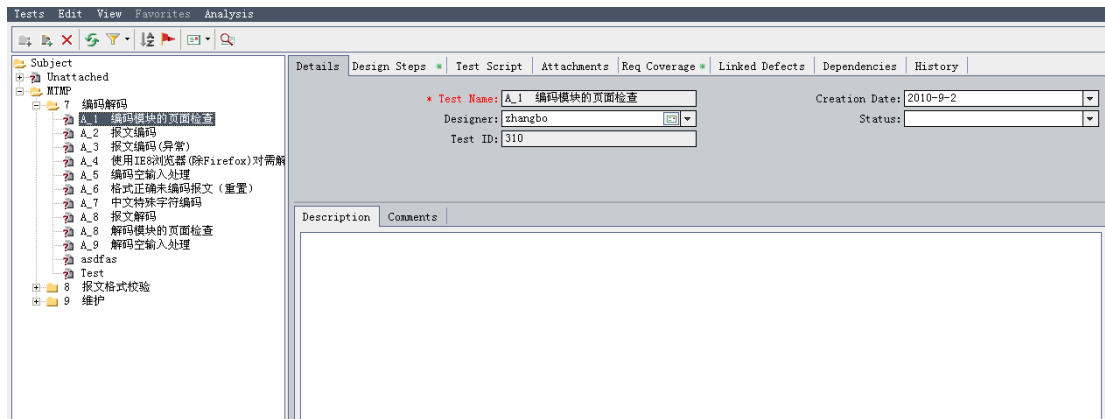 Tests Edit View Favorites Analysis
Subject
Unattached
MTMP
7 编码解码
A_1 编码模块的页面检查
A_2 报文编码
A_3 报文编码(异常)
A_4 使用IE8浏览器(除Firefox)对需解
A_5 编码空输入处理
A_6 格式正确未编码报文（重置）
A_7 中文特殊字符编码
A_8 报文解码
A_8 解码模块的页面检查
A_9 解码空输入处理
asdfas
Test
8 报文格式校验
9 维护
Details Design Steps * Test Script Attachments Req Coverage * Linked Defects Dependencies History
* Test Name: A_1 编码模块的页面检查 Creation Date: 2010-9-2
Designer: zhangbo Status:
Test ID: 310
Description Comments